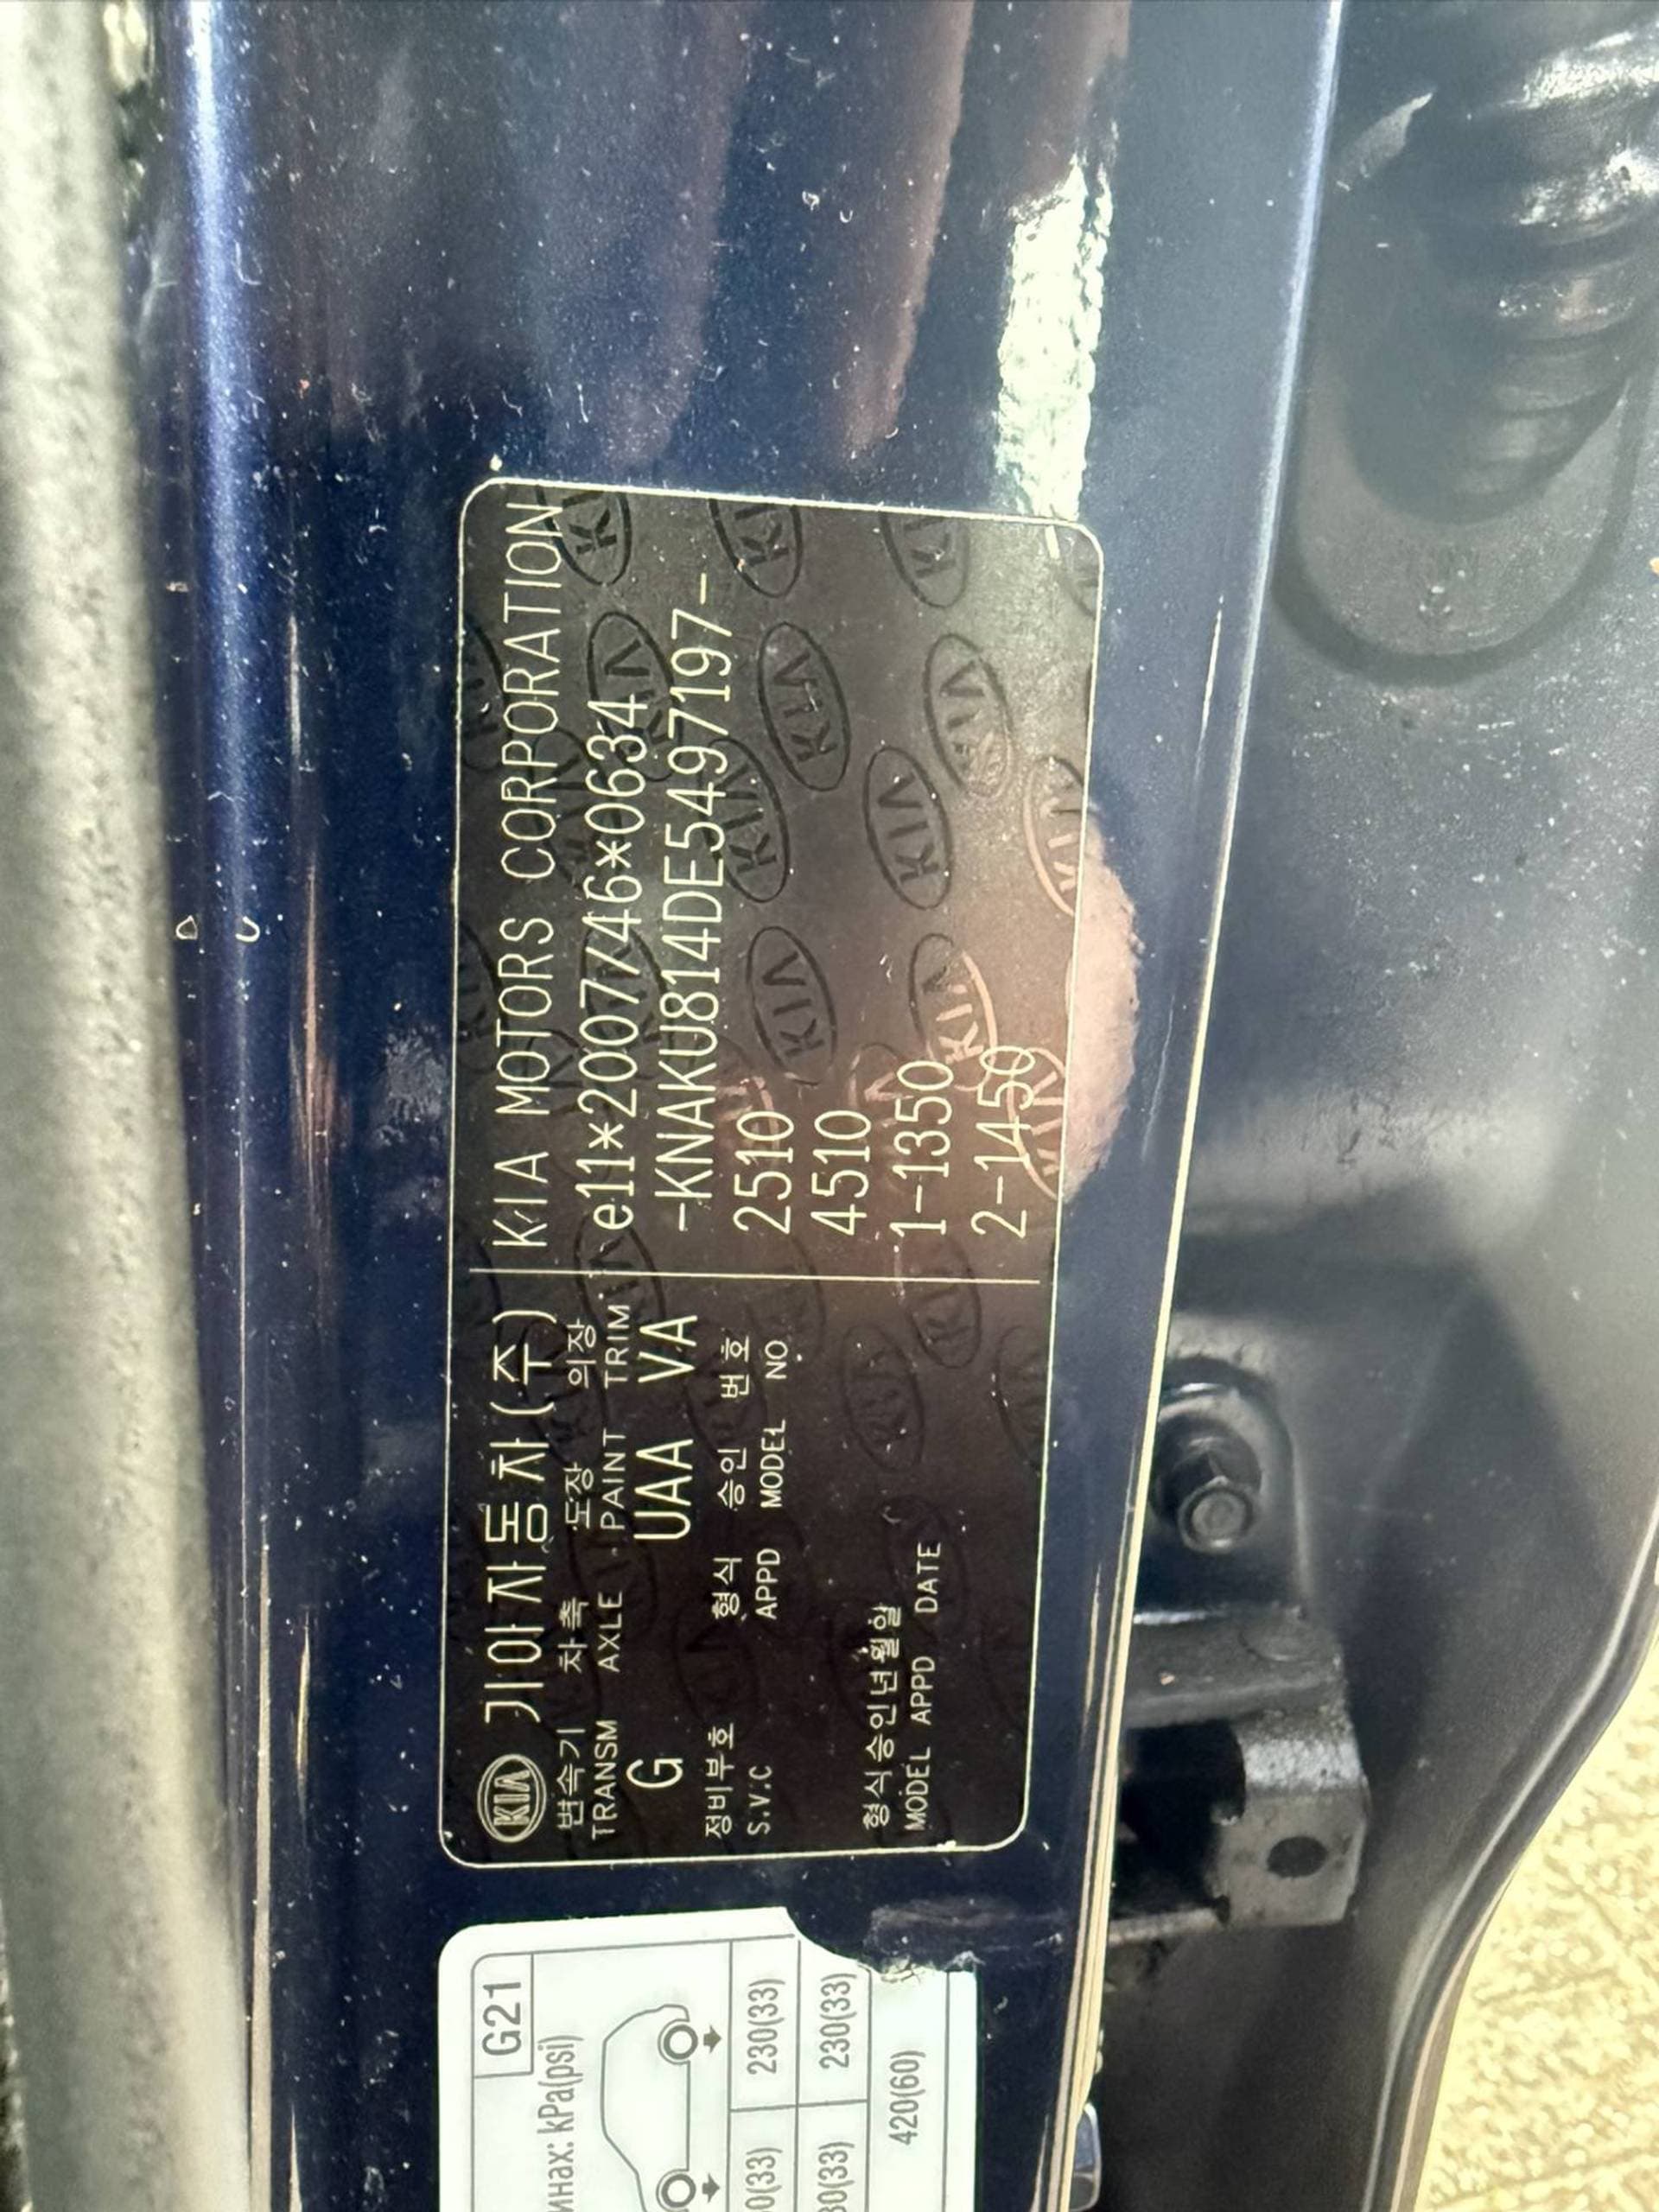 KIA 기아자동차(주) KIA MOTORS CORPORATION
변속기 차축 도장 의장
TRANSM AXLE PAINT TRIM
e11*2007/46*0634
G UAA VA
-KNAKU814DE5497197-
정비부호 형식 승인 번호
S.V.C APPD MODEL NO
2510
4510
형식승인년월일
MODEL APPD DATE
1-1350
2-1450
G21
kPa(psi)
230(33)
230(33)
420(60)